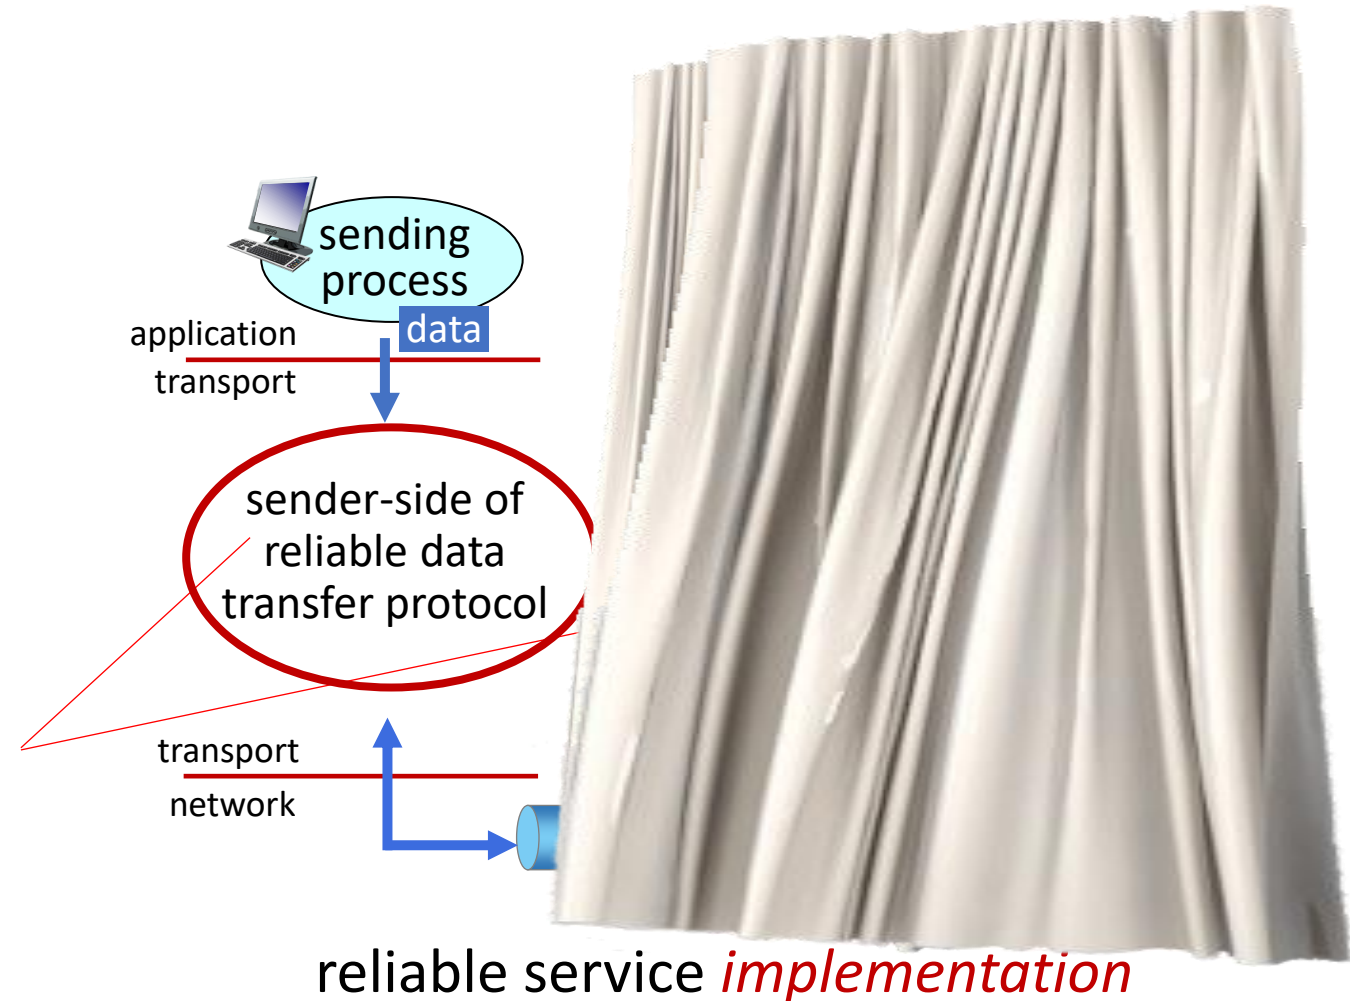 sending
process
data
application
transport
sender-side of
reliable data
transfer protocol
transport
network
reliable service implementation